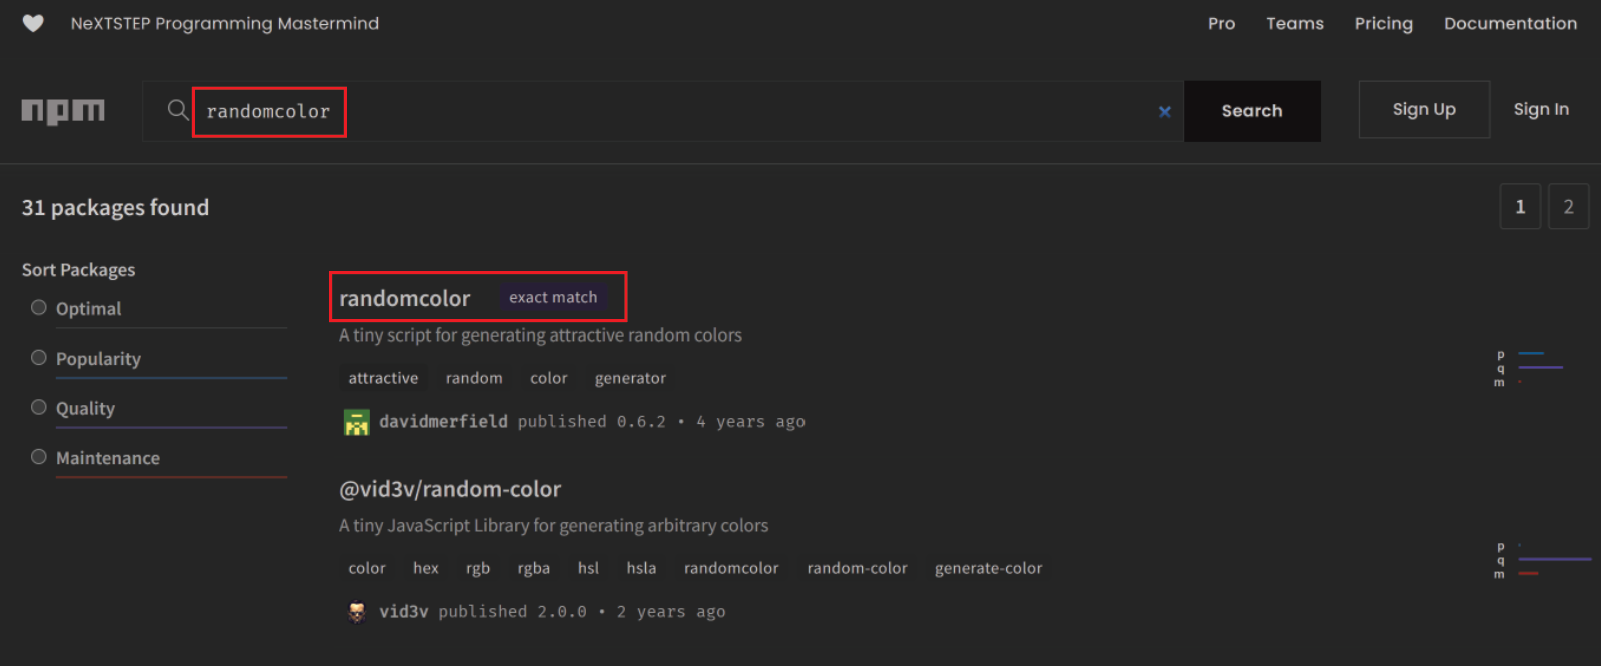 NeXTSTEP Programming Mastermind
Pro Teams Pricing Documentation
npm
randomcolor
Search
Sign Up
Sign In
31 packages found
1 2
Sort Packages
Optimal
Popularity
Quality
Maintenance
randomcolor exact match
A tiny script for generating attractive random colors
attractive random color generator
davidmerfield published 0.6.2 • 4 years ago
p
q
m
@vid3v/random-color
A tiny JavaScript Library for generating arbitrary colors
color hex rgb rgba hsl hsla randomcolor random-color generate-color
vid3v published 2.0.0 • 2 years ago
p
q
m